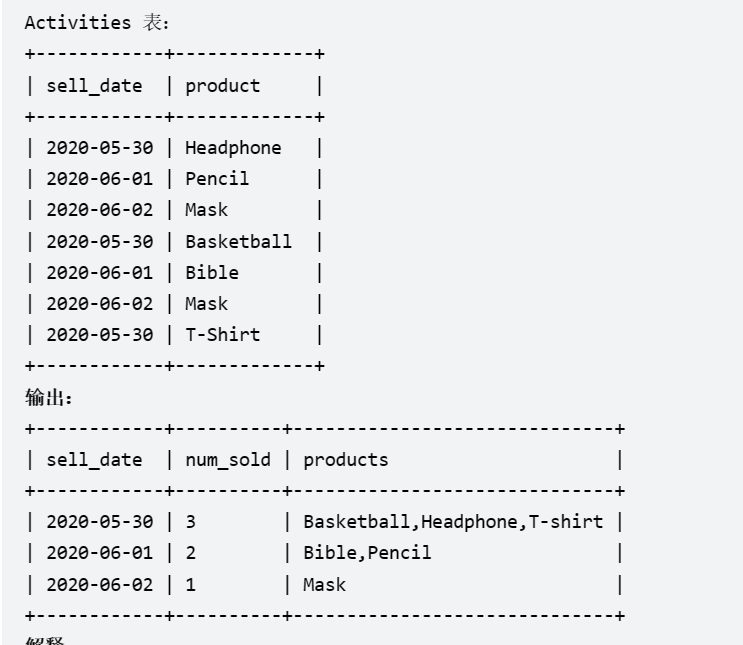 Activities 表:
+------------+-------------+
| sell_date  | product     |
+------------+-------------+
| 2020-05-30 | Headphone   |
| 2020-06-01 | Pencil      |
| 2020-06-02 | Mask        |
| 2020-05-30 | Basketball  |
| 2020-06-01 | Bible       |
| 2020-06-02 | Mask        |
| 2020-05-30 | T-Shirt     |
+------------+-------------+
输出:
+------------+----------+------------------------------+
| sell_date  | num_sold | products                     |
+------------+----------+------------------------------+
| 2020-05-30 | 3        | Basketball,Headphone,T-shirt |
| 2020-06-01 | 2        | Bible,Pencil                 |
| 2020-06-02 | 1        | Mask                         |
+------------+----------+------------------------------+